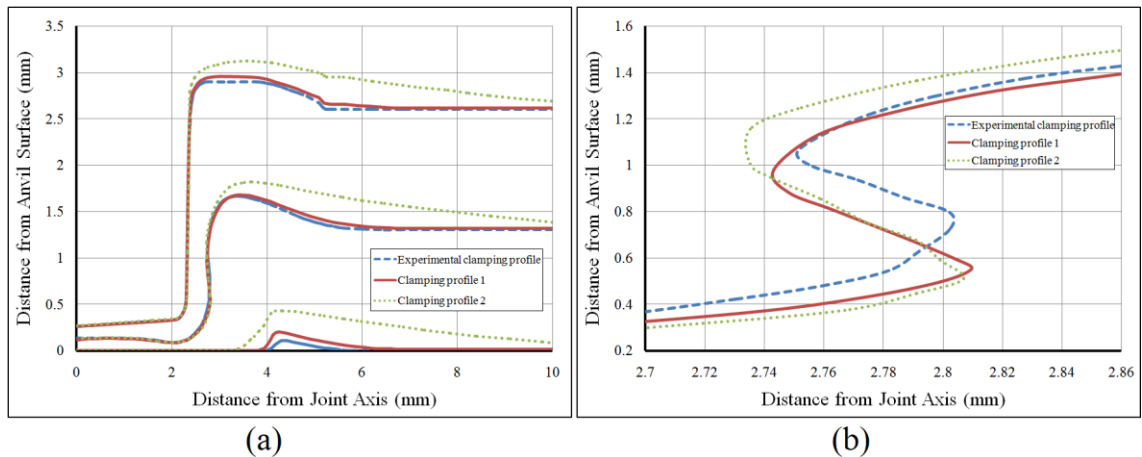 3.5
3
2.5
2
1.5
1
0.5
0
Distance from Anvil Surface (mm)
Experimental clamping profile
Clamping profile 1
Clamping profile 2
0 2 4 6 8 10
Distance from Joint Axis (mm)
(a)
1.6
1.4
1.2
1
0.8
0.6
0.4
0.2
Distance from Anvil Surface (mm)
Experimental clamping profile
Clamping profile 1
Clamping profile 2
2.7 2.72 2.74 2.76 2.78 2.8 2.82 2.84 2.86
Distance from Joint Axis (mm)
(b)